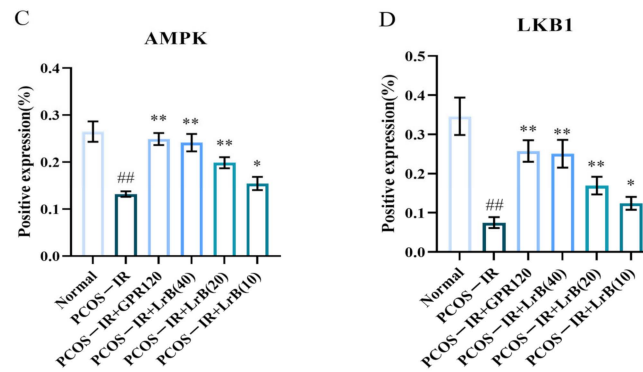 C
AMPK
Positive expression(%)
0.4
0.3
0.2
0.1
0.0
##
**
**
**
*
Normal
PCOS－IR
PCOS－IR+GPR120
PCOS－IR+LrB(40)
PCOS－IR+LrB(20)
PCOS－IR+LrB(10)
D
LKB1
Positive expression(%)
0.5
0.4
0.3
0.2
0.1
0.0
##
**
**
**
*
Normal
PCOS－IR
PCOS－IR+GPR120
PCOS－IR+LrB(40)
PCOS－IR+LrB(20)
PCOS－IR+LrB(10)